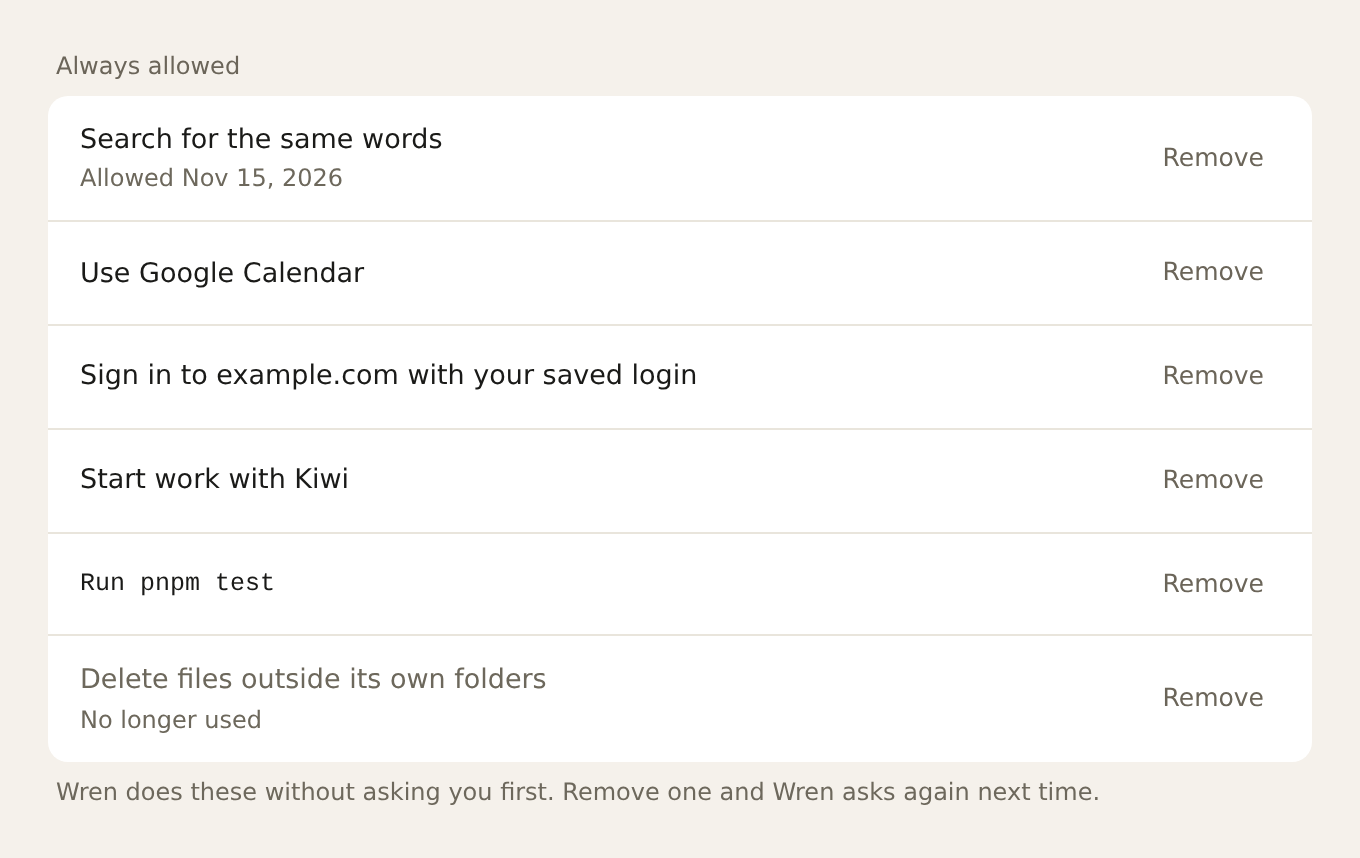 Always allowed
Search for the same words
Allowed Nov 15, 2026
Remove
Use Google Calendar
Remove
Sign in to example.com with your saved login
Remove
Start work with Kiwi
Remove
Run pnpm test
Remove
Delete files outside its own folders
No longer used
Remove
Wren does these without asking you first. Remove one and Wren asks again next time.